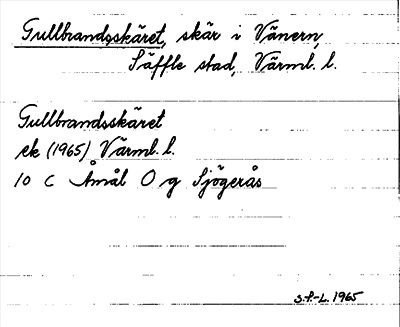 Gullbrandsskäret, skär i Vänern,
Säffle stad, Värml. l.
Gullbrandsskäret
ek (1965) Värml. l.
10 C Åmål O g Sjögerås
S.P.-L. 1965